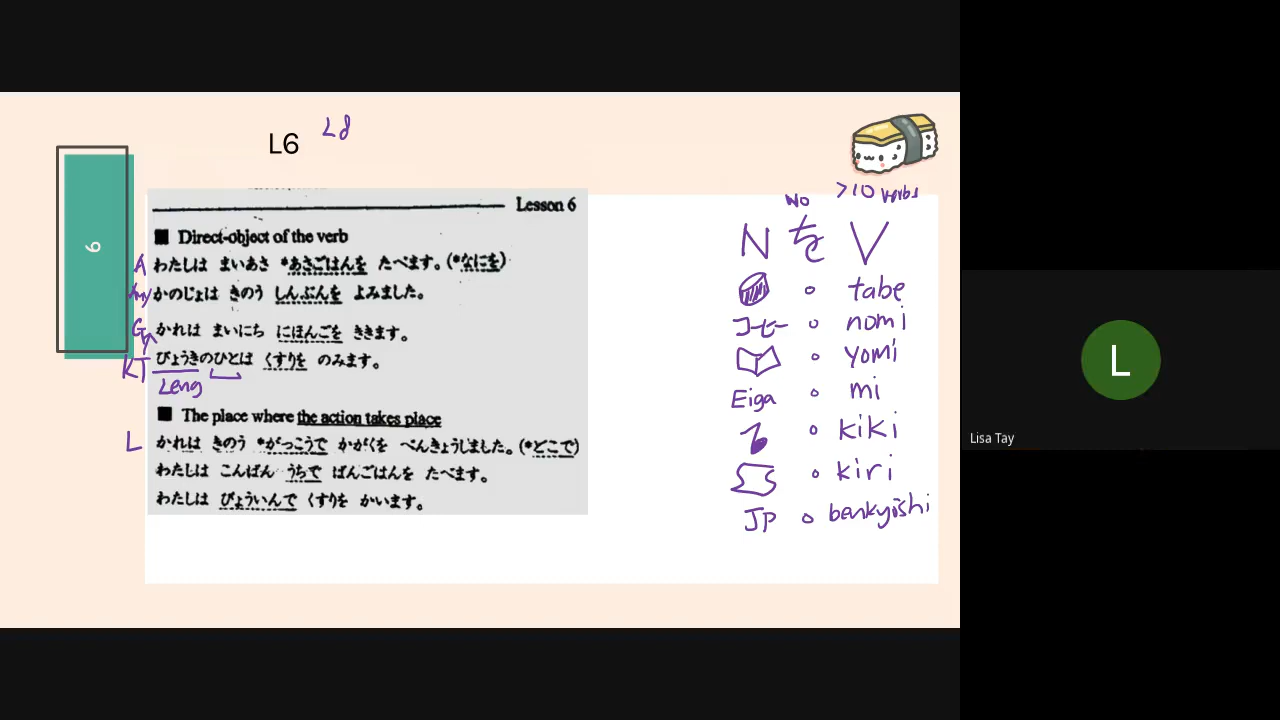 L6 L8
6
Lesson 6
■ Direct-object of the verb
A わたしは まいあさ *あさごはんを たべます。(*なにを)
かのじょは きのう しんぶんを よみました。
かれは まいにち にほんごを ききます。
KT びょうきのひとは くすりを のみます。
Leng
■ The place where the action takes place
L かれは きのう *がっこうで かがくを べんきょうしました。(*どこで)
わたしは こんばん うちで ばんごはんを たべます。
わたしは びょういんで くすりを かいます。
>10 verbs
wo
N を V
o tabe
コーヒー o nomi
o yomi
Eiga o mi
o kiki
o kiri
JP o benkyōshi
L
Lisa Tay